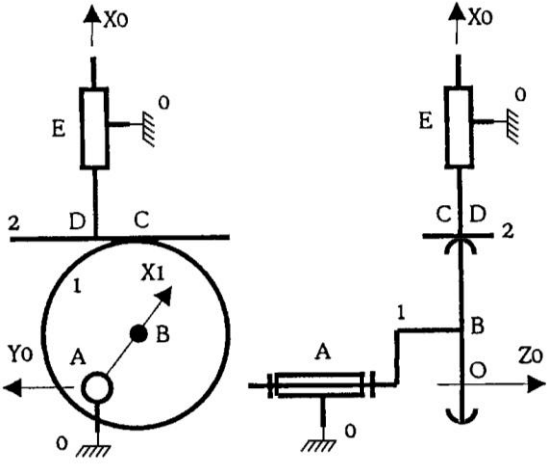 X0 X0
0 0
E E
2 D C C D 2
1 X1
B 1 B
Y0 A A O Z0
0 0